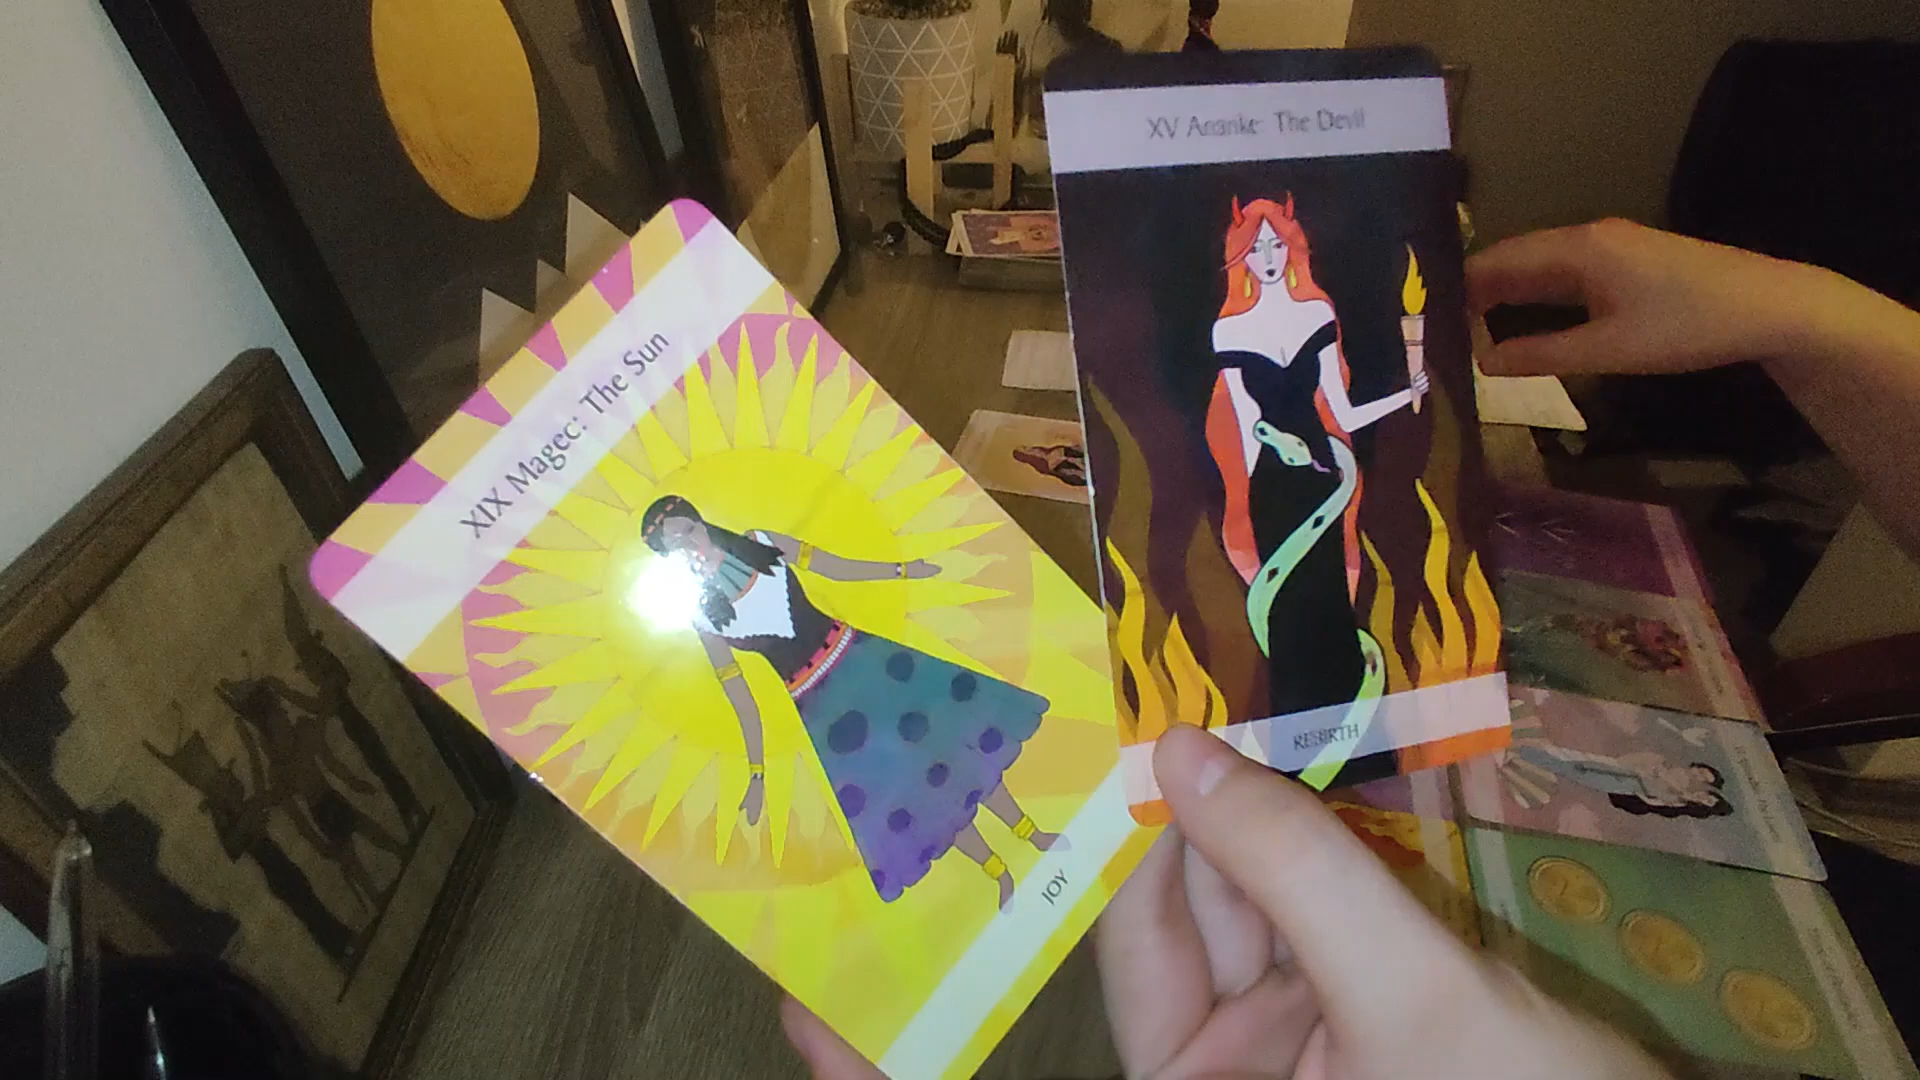 XIX Magec: The Sun
JOY
XV Ananke: The Devil
REBIRTH